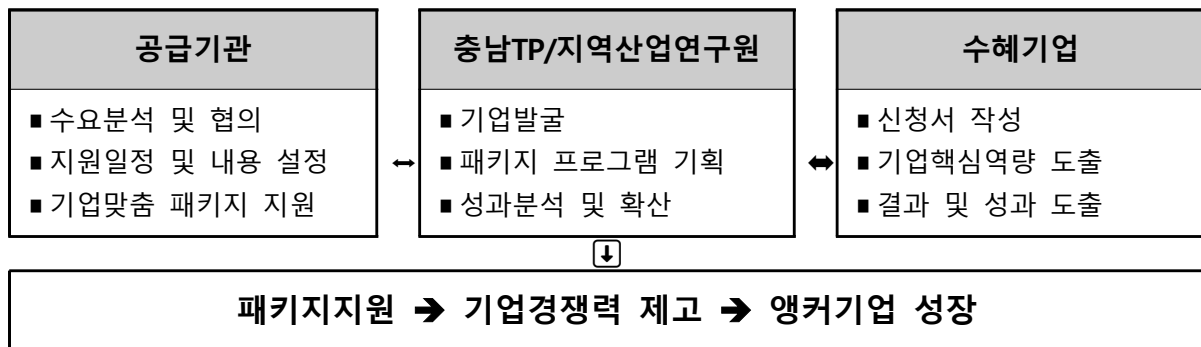 공급기관
■ 수요분석 및 협의
■ 지원일정 및 내용 설정
■ 기업맞춤 패키지 지원
↔
충남TP/지역산업연구원
■ 기업발굴
■ 패키지 프로그램 기획
■ 성과분석 및 확산
⬌
수혜기업
■ 신청서 작성
■ 기업핵심역량 도출
■ 결과 및 성과 도출
⬇
패키지지원 ➔ 기업경쟁력 제고 ➔ 앵커기업 성장